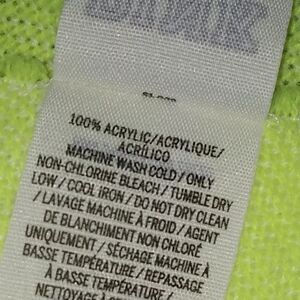 100% ACRYLIC/ACRYLIQUE/
ACRÍLICO
MACHINE WASH COLD / ONLY
NON-CHLORINE BLEACH / TUMBLE DRY
LOW / COOL IRON / DO NOT DRY CLEAN
/ LAVAGE MACHINE À FROID / AGENT
DE BLANCHIMENT NON CHLORÉ
UNIQUEMENT / SÉCHAGE MACHINE À
BASSE TEMPÉRATURE / REPASSAGE
À BASSE TEMPÉRATURE /
NETTOYAGE À